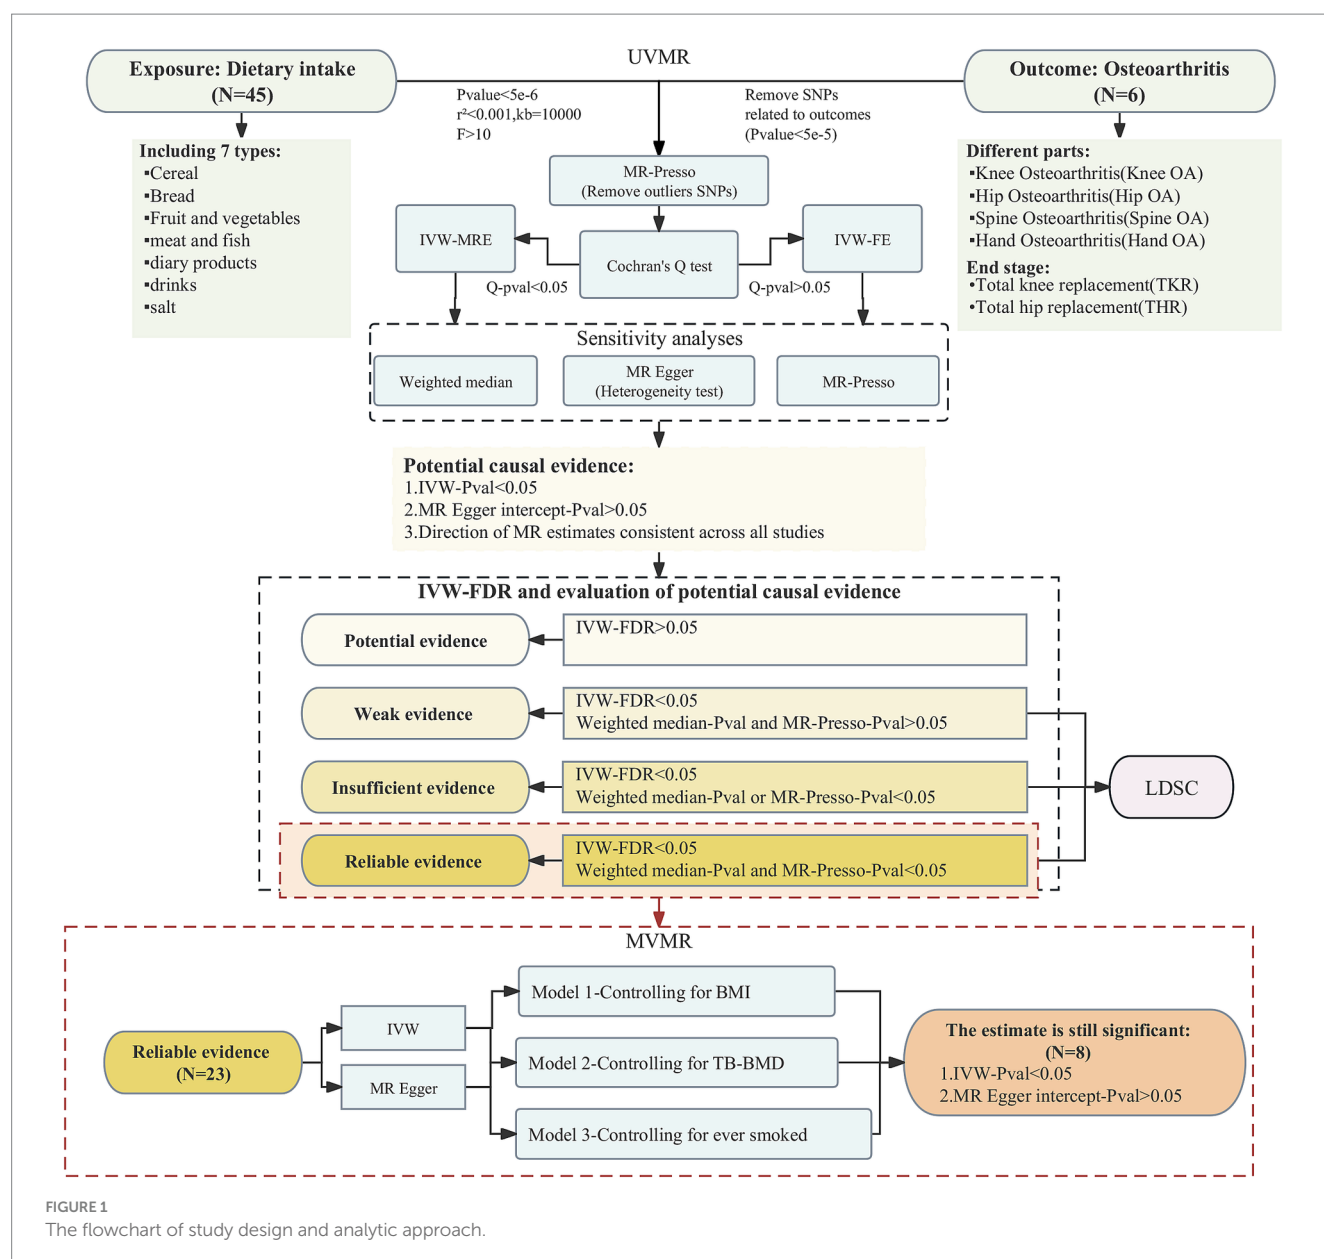 UVMR
Exposure: Dietary intake
(N=45)
Outcome: Osteoarthritis
(N=6)
Pvalue<5e-6
r²<0.001,kb=10000
F>10
Remove SNPs
related to outcomes
(Pvalue<5e-5)
Including 7 types:
▪Cereal
▪Bread
▪Fruit and vegetables
▪meat and fish
▪diary products
▪drinks
▪salt
Different parts:
▪Knee Osteoarthritis(Knee OA)
▪Hip Osteoarthritis(Hip OA)
▪Spine Osteoarthritis(Spine OA)
▪Hand Osteoarthritis(Hand OA)
End stage:
•Total knee replacement(TKR)
•Total hip replacement(THR)
MR-Presso
(Remove outliers SNPs)
IVW-MRE
Cochran's Q test
IVW-FE
Q-pval<0.05
Q-pval>0.05
Sensitivity analyses
Weighted median
MR Egger
(Heterogeneity test)
MR-Presso
Potential causal evidence:
1.IVW-Pval<0.05
2.MR Egger intercept-Pval>0.05
3.Direction of MR estimates consistent across all studies
IVW-FDR and evaluation of potential causal evidence
Potential evidence
IVW-FDR>0.05
Weak evidence
IVW-FDR<0.05
Weighted median-Pval and MR-Presso-Pval>0.05
Insufficient evidence
IVW-FDR<0.05
Weighted median-Pval or MR-Presso-Pval<0.05
LDSC
Reliable evidence
IVW-FDR<0.05
Weighted median-Pval and MR-Presso-Pval<0.05
MVMR
Reliable evidence
(N=23)
IVW
MR Egger
Model 1-Controlling for BMI
Model 2-Controlling for TB-BMD
Model 3-Controlling for ever smoked
The estimate is still significant:
(N=8)
1.IVW-Pval<0.05
2.MR Egger intercept-Pval>0.05
FIGURE 1
The flowchart of study design and analytic approach.